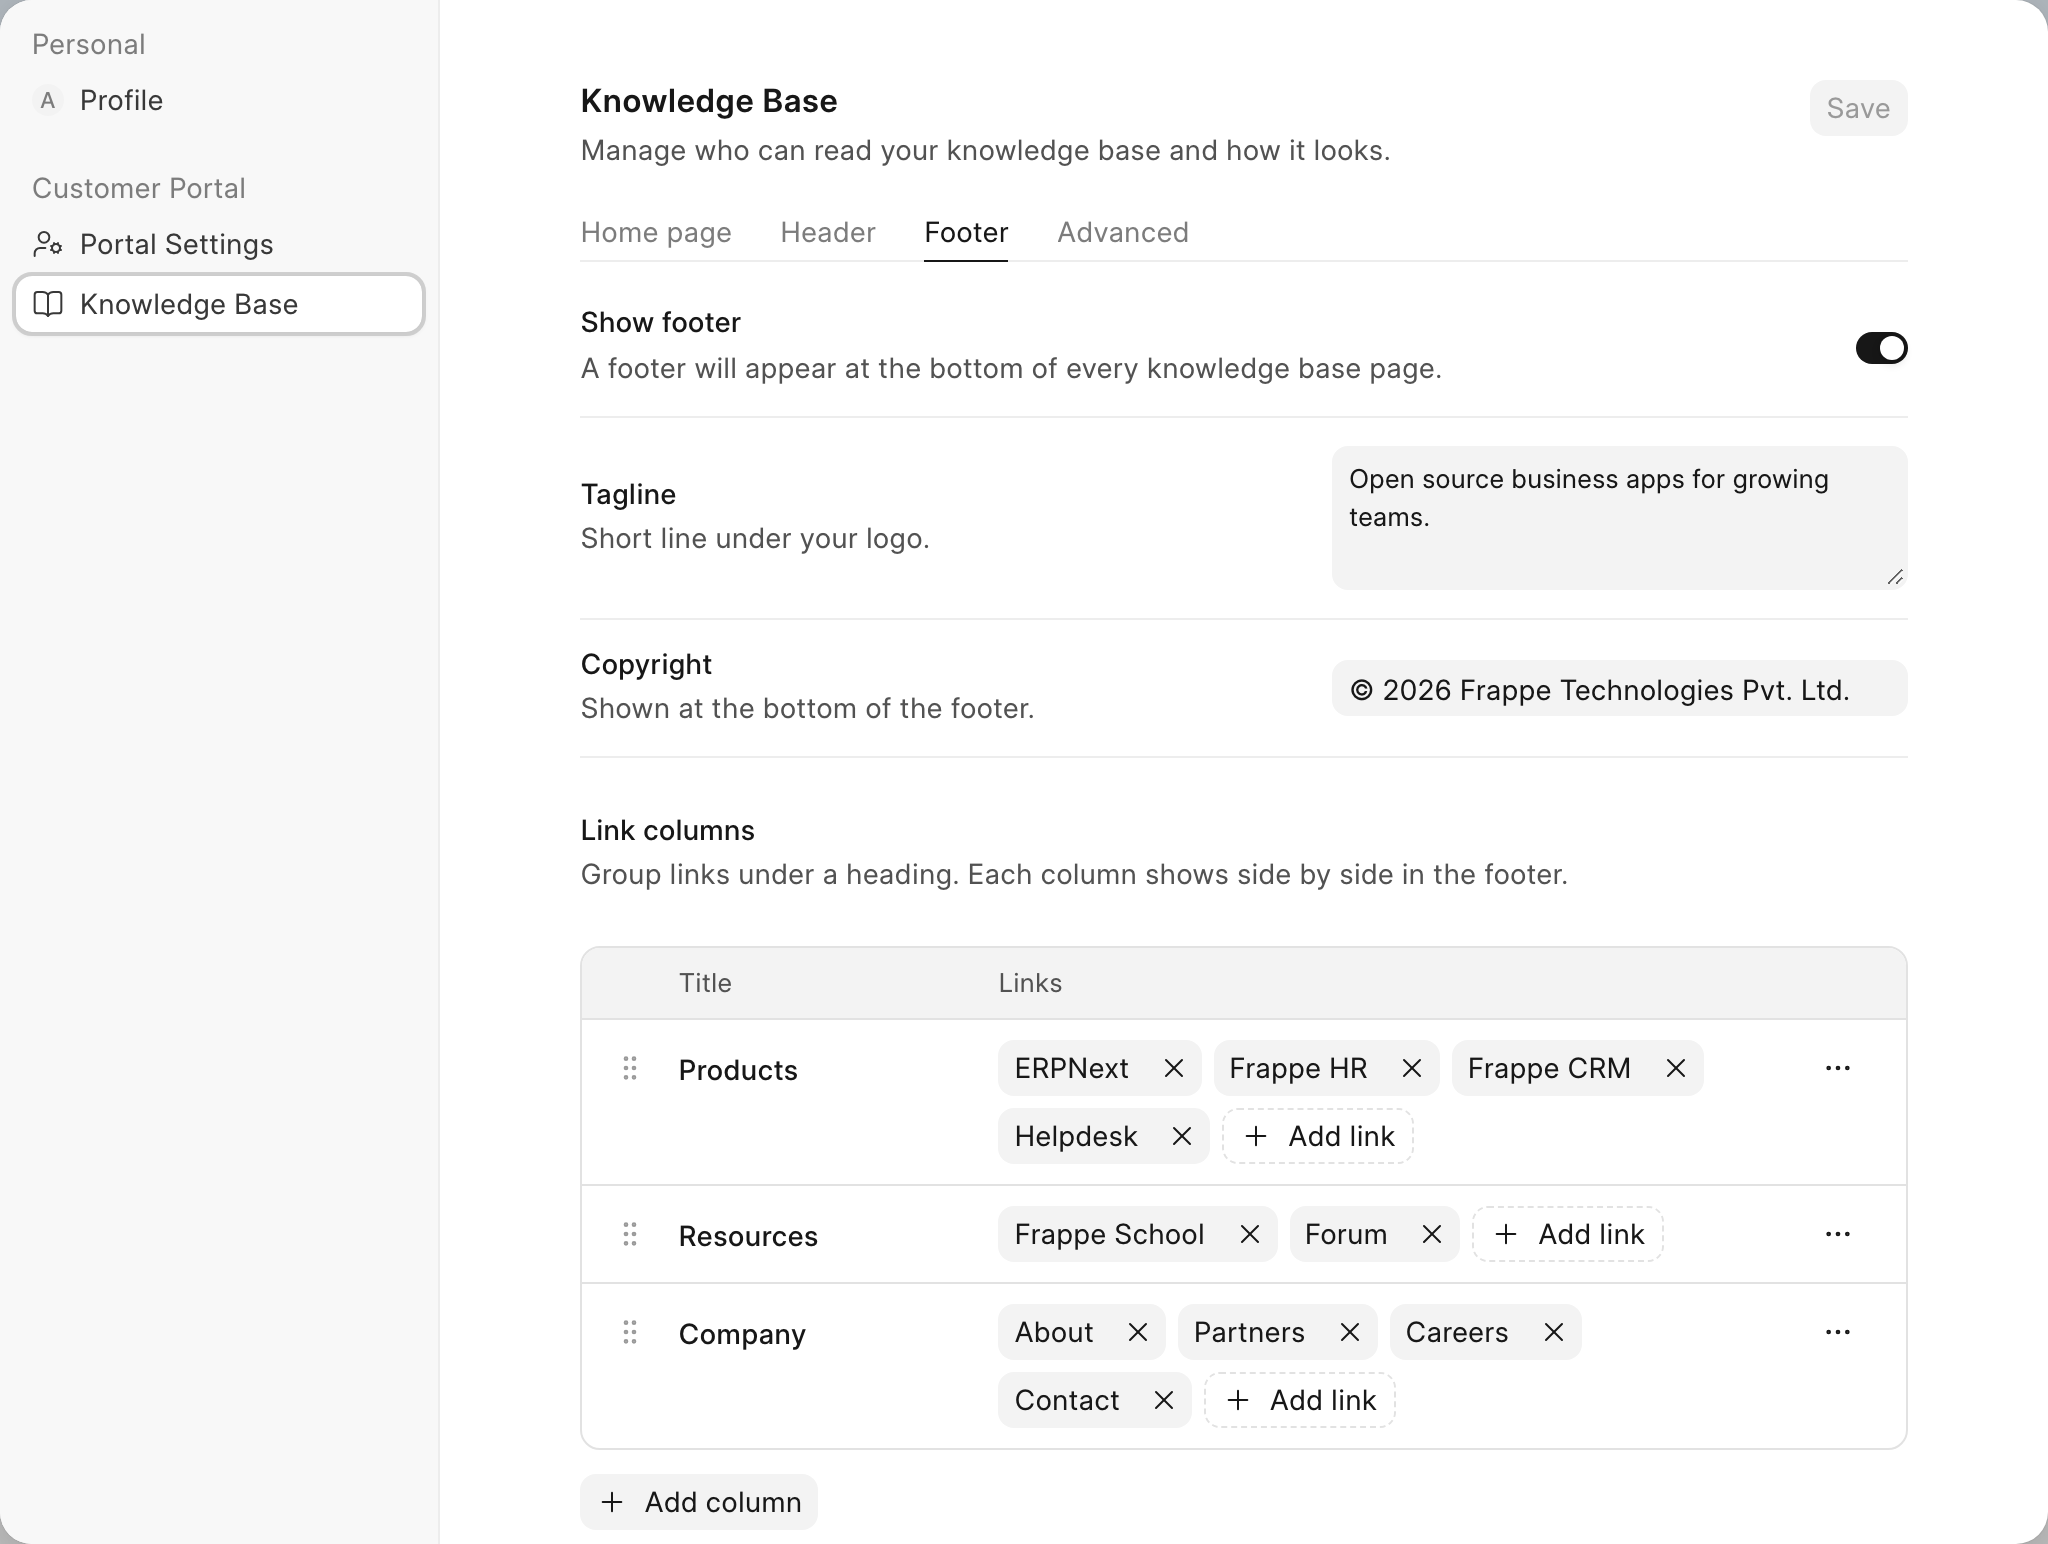 Personal
A Profile
Customer Portal
Portal Settings
Knowledge Base
Knowledge Base
Save
Manage who can read your knowledge base and how it looks.
Home page Header Footer Advanced
Show footer
A footer will appear at the bottom of every knowledge base page.
Tagline
Short line under your logo.
Open source business apps for growing
teams.
Copyright
Shown at the bottom of the footer.
© 2026 Frappe Technologies Pvt. Ltd.
Link columns
Group links under a heading. Each column shows side by side in the footer.
Title Links
Products ERPNext Frappe HR Frappe CRM
Helpdesk Add link
Resources Frappe School Forum Add link
Company About Partners Careers
Contact Add link
Add column